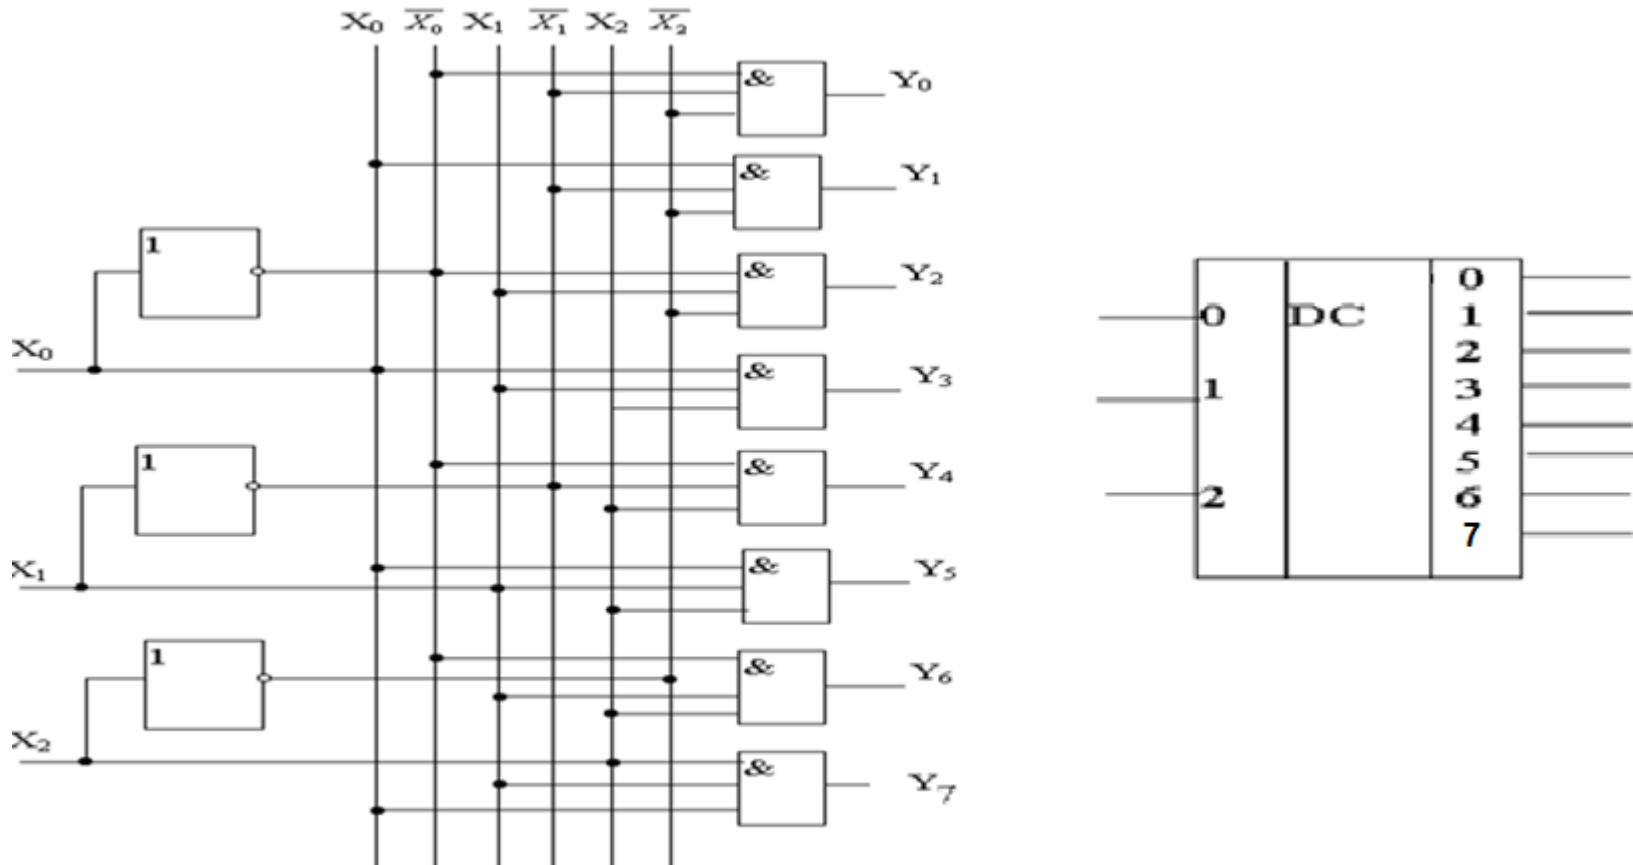 X₀ X̅₀ X₁ X̅₁ X₂ X̅₂
& Y₀
& Y₁
1
& Y₂
X₀
& Y₃
1
& Y₄
X₁
& Y₅
1
& Y₆
X₂
& Y₇
0 DC 0
1
2
1 3
4
5
2 6
7